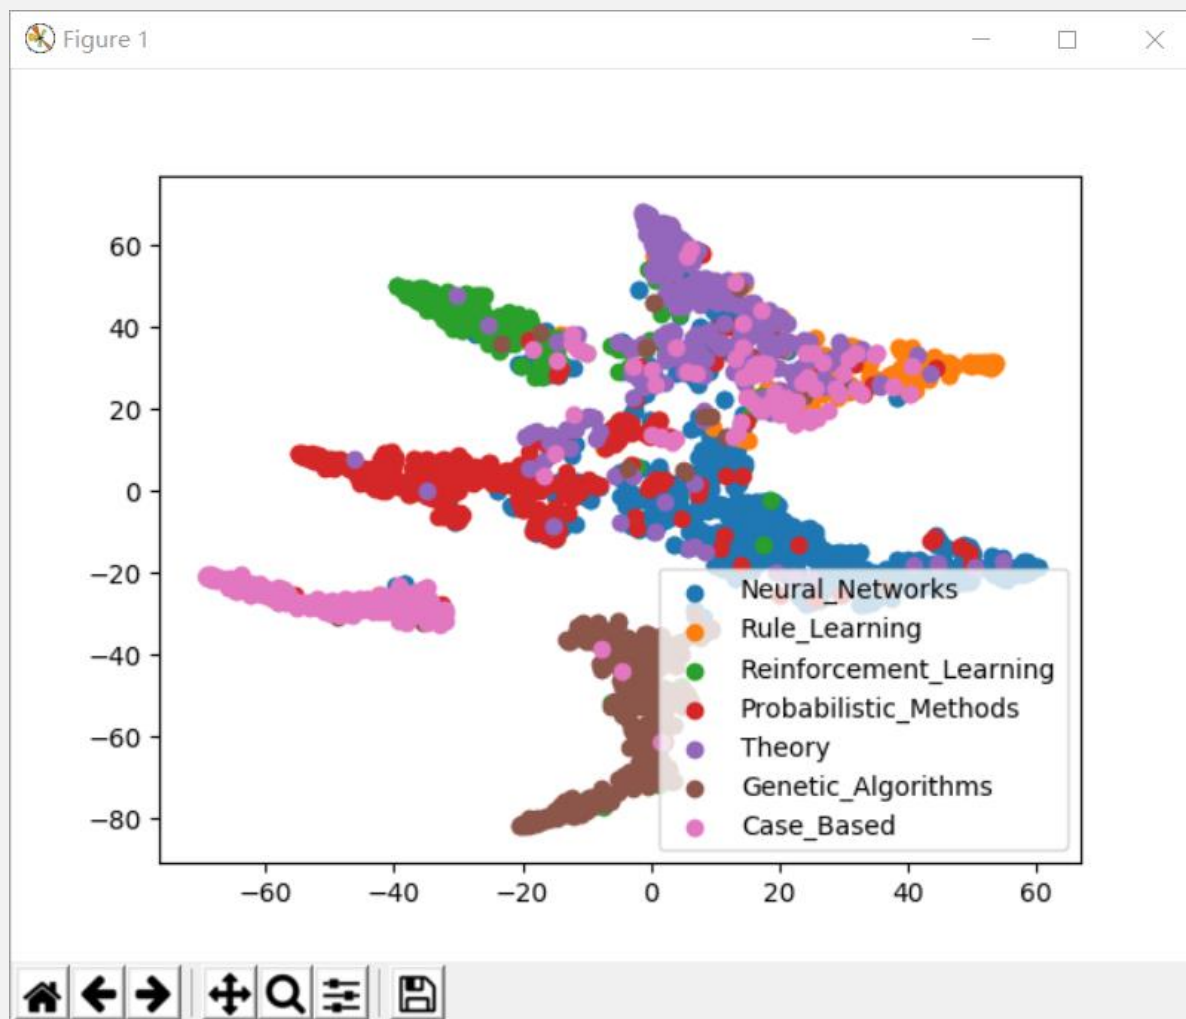 Figure 1
60
40
20
0
−20
−40
−60
−80
−60 −40 −20 0 20 40 60
Neural_Networks
Rule_Learning
Reinforcement_Learning
Probabilistic_Methods
Theory
Genetic_Algorithms
Case_Based